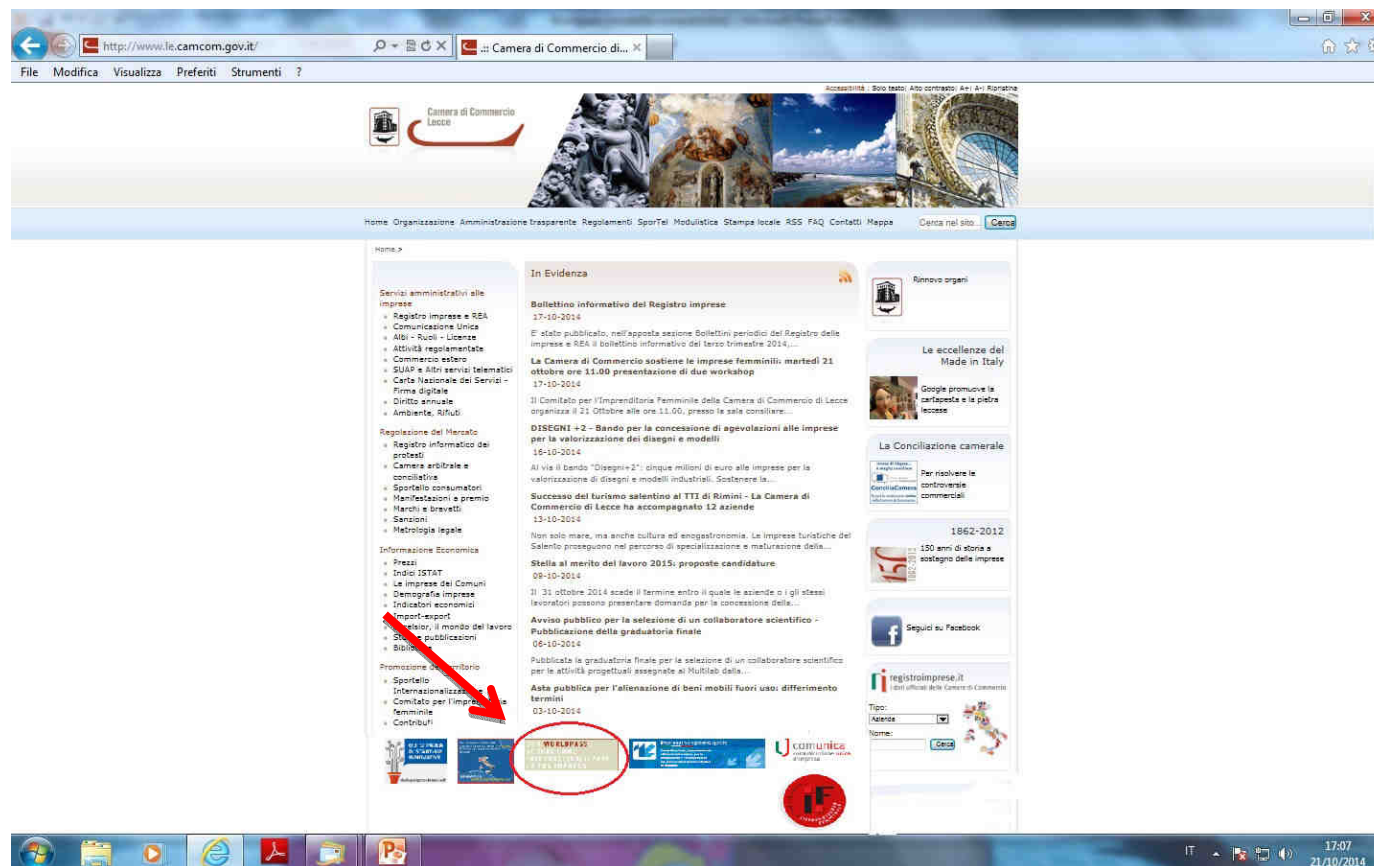 http://www.le.camcom.gov.it/
.:: Camera di Commercio di...
File Modifica Visualizza Preferiti Strumenti ?
Accessibilità : Solo testo| Alto contrasto| A+| A-| Ripristina
Camera di Commercio
Lecce
Home Organizzazione Amministrazione trasparente Regolamenti SporTel Modulistica Stampa locale RSS FAQ Contatti Mappa
Cerca nel sito... Cerca
Home >
Servizi amministrativi alle
imprese
Registro imprese e REA
Comunicazione Unica
Albi - Ruoli - Licenze
Attività regolamentate
Commercio estero
SUAP e Altri servizi telematici
Carta Nazionale dei Servizi -
Firma digitale
Diritto annuale
Ambiente, Rifiuti
Regolazione del Mercato
Registro informatico dei
protesti
Camera arbitrale e
conciliativa
Sportello consumatori
Manifestazioni a premio
Marchi e brevetti
Sanzioni
Metrologia legale
Informazione Economica
Prezzi
Indici ISTAT
Le imprese dei Comuni
Demografia imprese
Indicatori economici
Import-export
il mondo del lavoro
pubblicazioni
Promozione
Sportello
Comitato per
femminile
Contributi
In Evidenza
Bollettino informativo del Registro imprese
17-10-2014
E' stato pubblicato, nell'apposta sezione Bollettini periodici del Registro delle
imprese e REA il bollettino informativo del terzo trimestre 2014,...
La Camera di Commercio sostiene le imprese femminili: martedì 21
ottobre ore 11.00 presentazione di due workshop
17-10-2014
Il Comitato per l'Imprenditoria Femminile della Camera di Commercio di Lecce
organizza il 21 Ottobre alle ore 11.00, presso la sala consiliare...
DISEGNI +2 - Bando per la concessione di agevolazioni alle imprese
per la valorizzazione dei disegni e modelli
16-10-2014
Al via il bando "Disegni+2": cinque milioni di euro alle imprese per la
valorizzazione di disegni e modelli industriali. Sostenere la...
Successo del turismo salentino al TTI di Rimini - La Camera di
Commercio di Lecce ha accompagnato 12 aziende
13-10-2014
Non solo mare, ma anche cultura ed enogastronomia. Le imprese turistiche del
Salento proseguono nel percorso di specializzazione e maturazione della...
Stella al merito del lavoro 2015: proposte candidature
09-10-2014
Il 31 ottobre 2014 scade il termine entro il quale le aziende o i gli stessi
lavoratori possono presentare domanda per la concessione della...
Avviso pubblico per la selezione di un collaboratore scientifico -
Pubblicazione della graduatoria finale
06-10-2014
Pubblicata la graduatoria finale per la selezione di un collaboratore scientifico
per le attività progettuali assegnate al Multilab dalla...
Asta pubblica per l'alienazione di beni mobili fuori uso: differimento
termini
03-10-2014
Rinnovo organi
Le eccellenze del
Made in Italy
Google promuove la
cartapesta e la pietra
leccese
La Conciliazione camerale
ConciliaCamera
Per risolvere le
controversie
commerciali
1862-2012
150
150 anni di storia a
sostegno delle imprese
Seguici su Facebook
registroimprese.it
I dati ufficiali delle Camere di Commercio
Tipo:
Azienda
Nome:
Cerca
WORLDPASS
comunica
IF
IT
17:07
21/10/2014